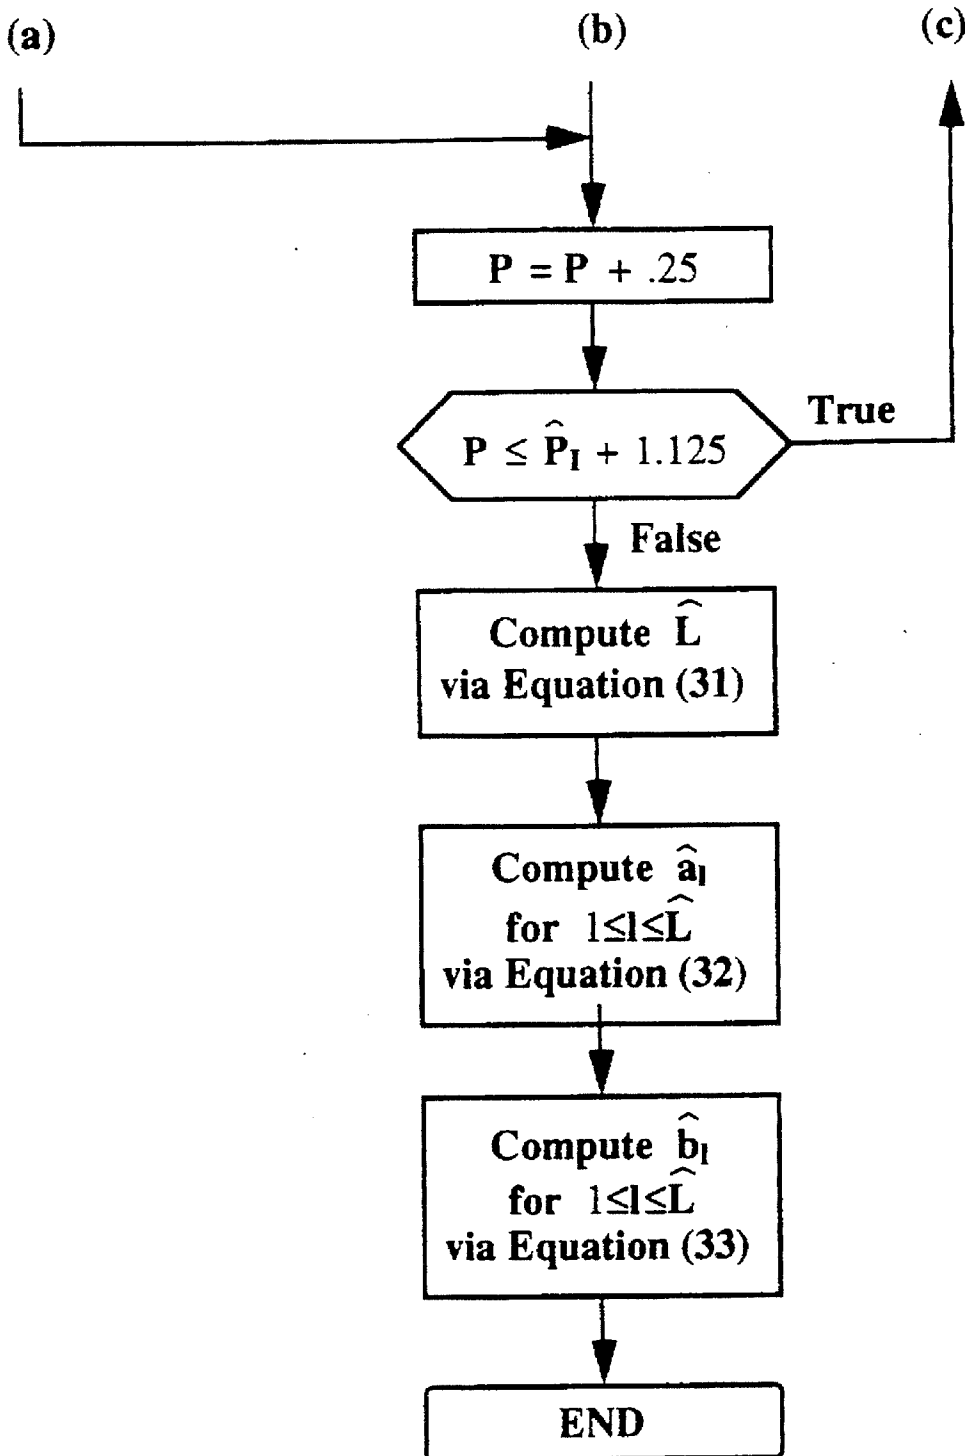 (a) (b) (c)
P = P + .25
True
P ≤ P̂I + 1.125
False
Compute L̂
via Equation (31)
Compute âl
for 1≤l≤L̂
via Equation (32)
Compute b̂l
for 1≤l≤L̂
via Equation (33)
END